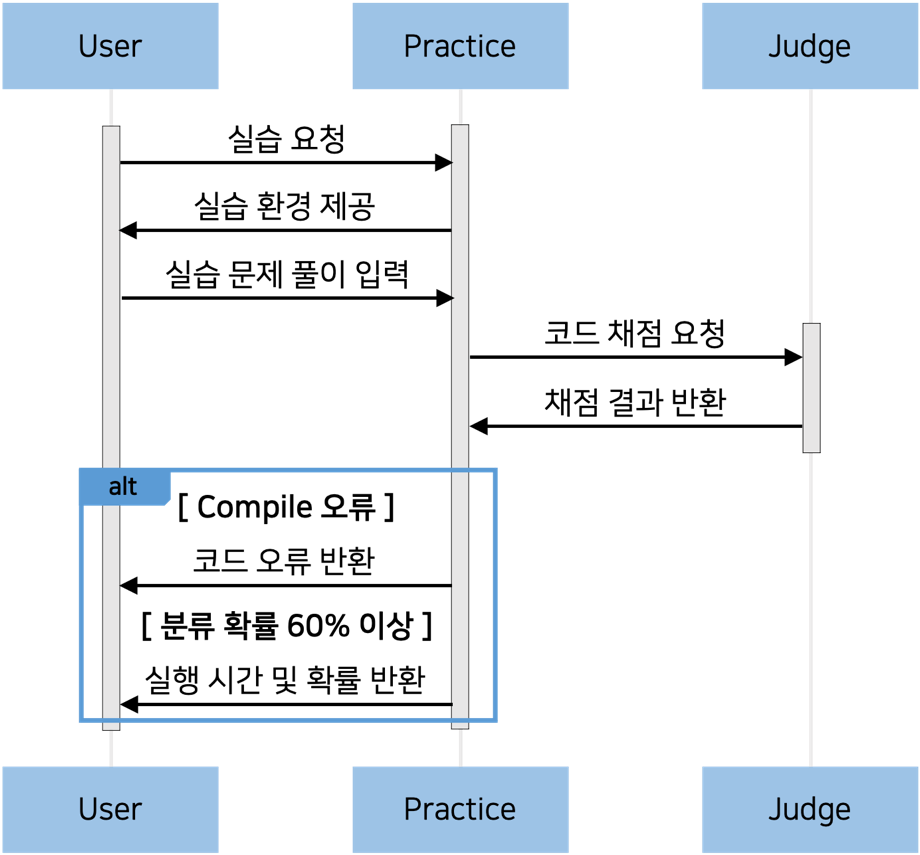 User
Practice
Judge
실습 요청
실습 환경 제공
실습 문제 풀이 입력
코드 채점 요청
채점 결과 반환
alt
[ Compile 오류 ]
코드 오류 반환
[ 분류 확률 60% 이상 ]
실행 시간 및 확률 반환
User
Practice
Judge